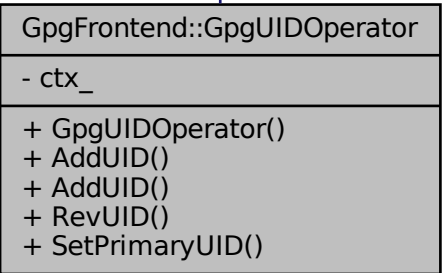 GpgFrontend::GpgUIDOperator
- ctx_
+ GpgUIDOperator()
+ AddUID()
+ AddUID()
+ RevUID()
+ SetPrimaryUID()